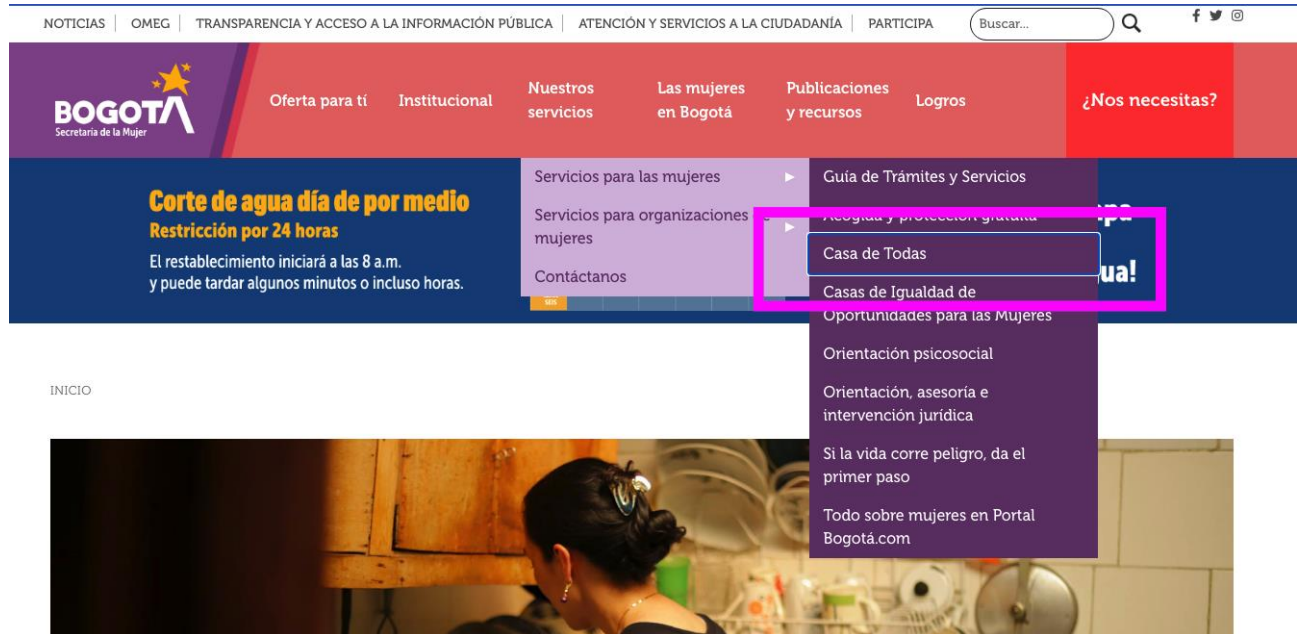 NOTICIAS OMEG TRANSPARENCIA Y ACCESO A LA INFORMACIÓN PÚBLICA ATENCIÓN Y SERVICIOS A LA CIUDADANÍA PARTICIPA Buscar...
BOGOTÁ
Secretaría de la Mujer
Oferta para tí
Institucional
Nuestros
servicios
Las mujeres
en Bogotá
Publicaciones
y recursos
Logros
¿Nos necesitas?
Corte de agua día de por medio
Restricción por 24 horas
El restablecimiento iniciará a las 8 a.m.
y puede tardar algunos minutos o incluso horas.
Servicios para las mujeres
Servicios para organizaciones
mujeres
Contáctanos
Guía de Trámites y Servicios
Acogida y protección gratuita
Casa de Todas
Casas de Igualdad de
Oportunidades para las Mujeres
Orientación psicosocial
Orientación, asesoría e
intervención jurídica
Si la vida corre peligro, da el
primer paso
Todo sobre mujeres en Portal
Bogotá.com
INICIO